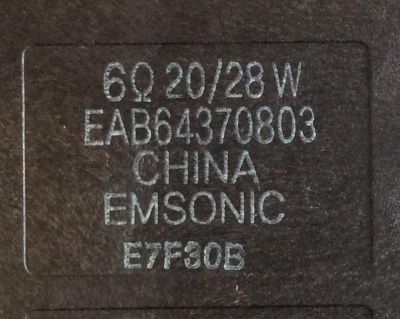 6Ω 20/28 W
EAB64370803
CHINA
EMSONIC
E7F30B